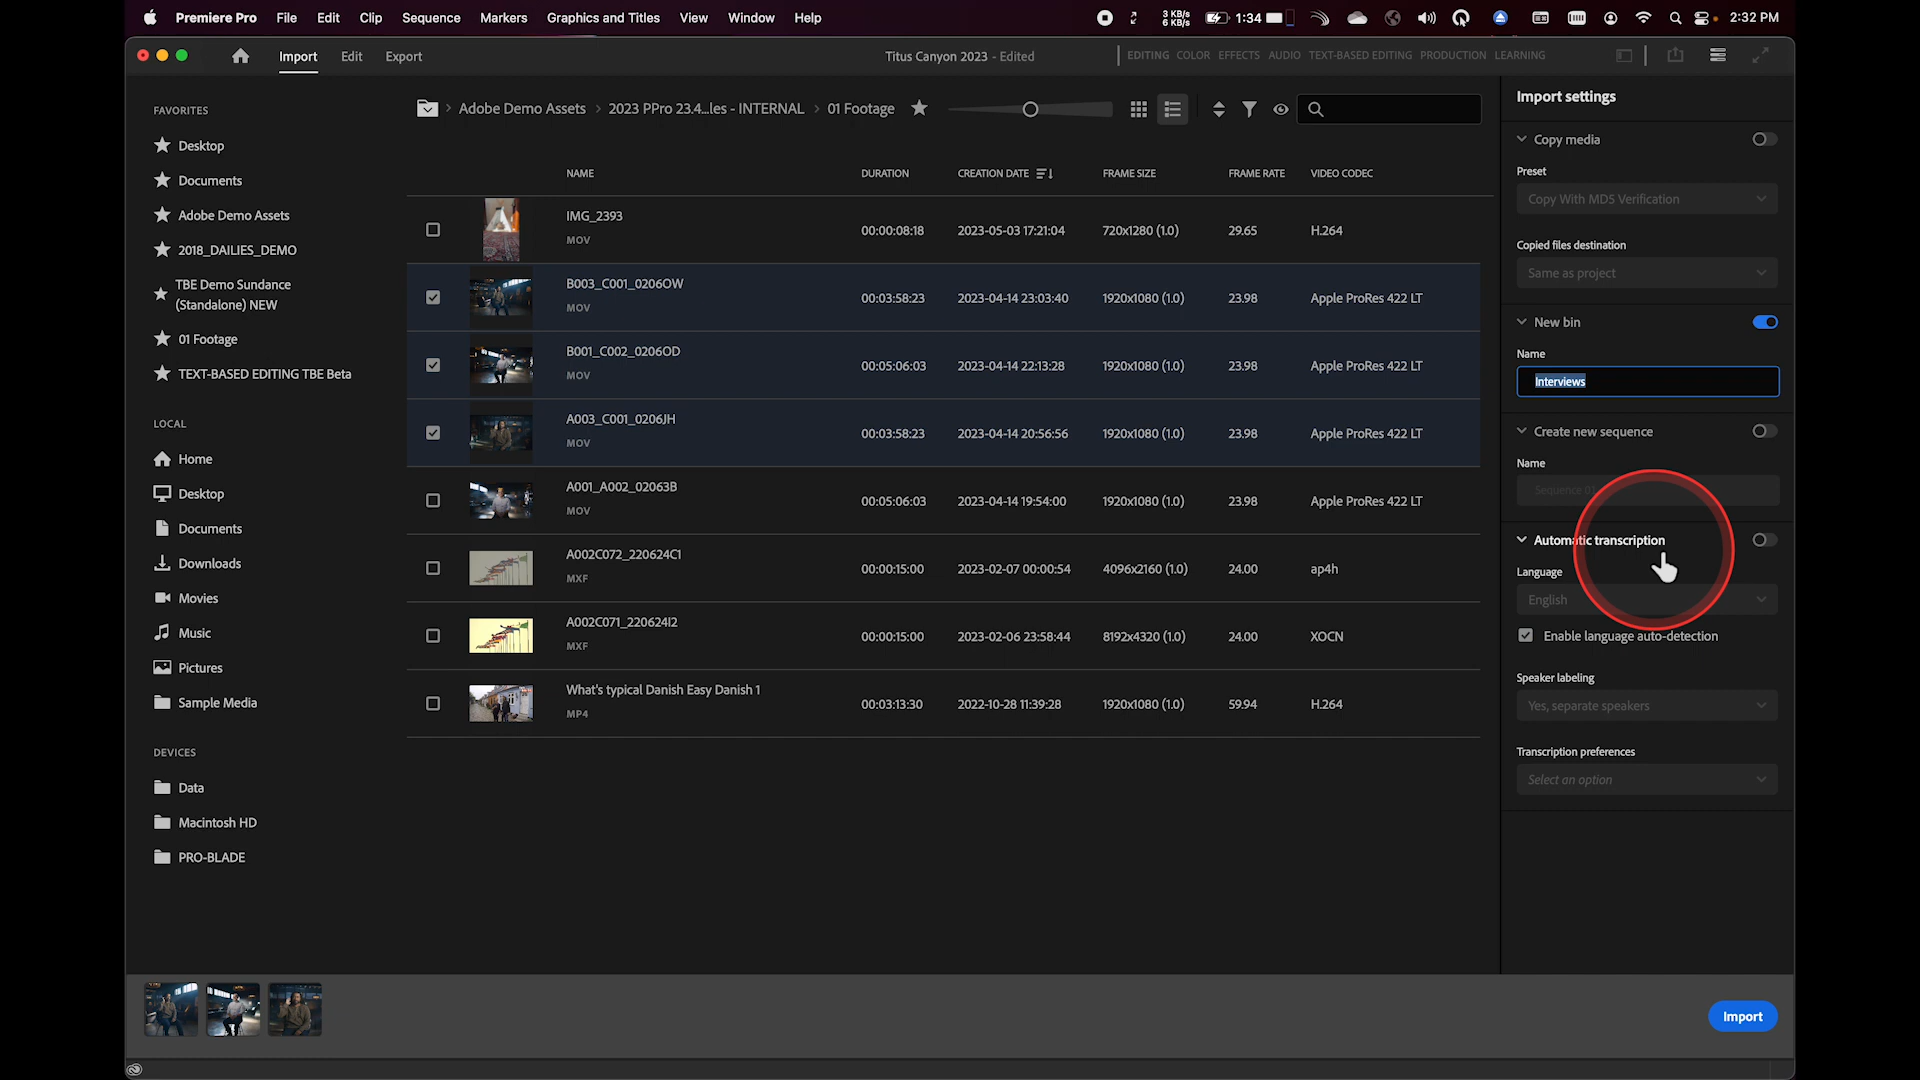 Premiere Pro File Edit Clip Sequence Markers Graphics and Titles View Window Help 3 KB/s 6 KB/s 1:34 2:32 PM
Import Edit Export Titus Canyon 2023 - Edited EDITING COLOR EFFECTS AUDIO TEXT-BASED EDITING PRODUCTION LEARNING
FAVORITES
Desktop
Documents
Adobe Demo Assets
2018_DAILIES_DEMO
TBE Demo Sundance
(Standalone) NEW
01 Footage
TEXT-BASED EDITING TBE Beta
LOCAL
Home
Desktop
Documents
Downloads
Movies
Music
Pictures
Sample Media
DEVICES
Data
Macintosh HD
PRO-BLADE
Adobe Demo Assets > 2023 PPro 23.4...les - INTERNAL > 01 Footage
NAME DURATION CREATION DATE FRAME SIZE FRAME RATE VIDEO CODEC
IMG_2393
MOV
00:00:08:18 2023-05-03 17:21:04 720x1280 (1.0) 29.65 H.264
B003_C001_0206OW
MOV
00:03:58:23 2023-04-14 23:03:40 1920x1080 (1.0) 23.98 Apple ProRes 422 LT
B001_C002_0206OD
MOV
00:05:06:03 2023-04-14 22:13:28 1920x1080 (1.0) 23.98 Apple ProRes 422 LT
A003_C001_0206JH
MOV
00:03:58:23 2023-04-14 20:56:56 1920x1080 (1.0) 23.98 Apple ProRes 422 LT
A001_A002_02063B
MOV
00:05:06:03 2023-04-14 19:54:00 1920x1080 (1.0) 23.98 Apple ProRes 422 LT
A002C072_220624C1
MXF
00:00:15:00 2023-02-07 00:00:54 4096x2160 (1.0) 24.00 ap4h
A002C071_220624I2
MXF
00:00:15:00 2023-02-06 23:58:44 8192x4320 (1.0) 24.00 XOCN
What's typical Danish Easy Danish 1
MP4
00:03:13:30 2022-10-28 11:39:28 1920x1080 (1.0) 59.94 H.264
Import settings
Copy media
Preset
Copy With MD5 Verification
Copied files destination
Same as project
New bin
Name
Interviews
Create new sequence
Name
Sequence 01
Automatic transcription
Language
English
Enable language auto-detection
Speaker labeling
Yes, separate speakers
Transcription preferences
Select an option
Import